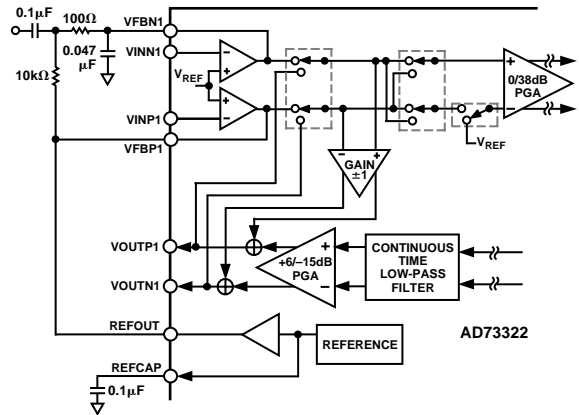 0.1µF
100Ω
VFBN1
VINN1
0.047
µF
10kΩ
VREF
VINP1
VFBP1
+
−
0/38dB
PGA
VREF
GAIN
±1
VOUTP1
+6/−15dB
PGA
CONTINUOUS
TIME
LOW-PASS
FILTER
VOUTN1
REFOUT
REFERENCE
AD73322
REFCAP
0.1µF